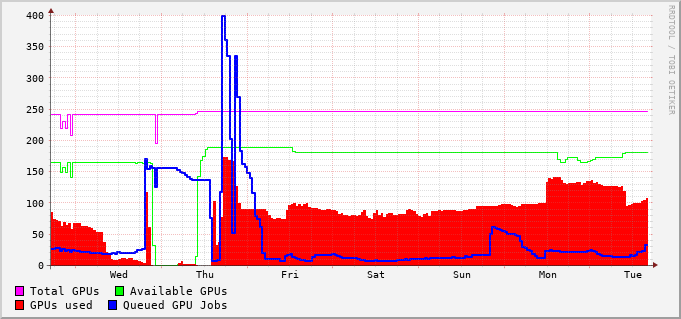 400
350
300
250
200
150
100
50
0
Wed Thu Fri Sat Sun Mon Tue
Total GPUs Available GPUs
GPUs used Queued GPU Jobs
RRDTOOL / TOBI OETIKER